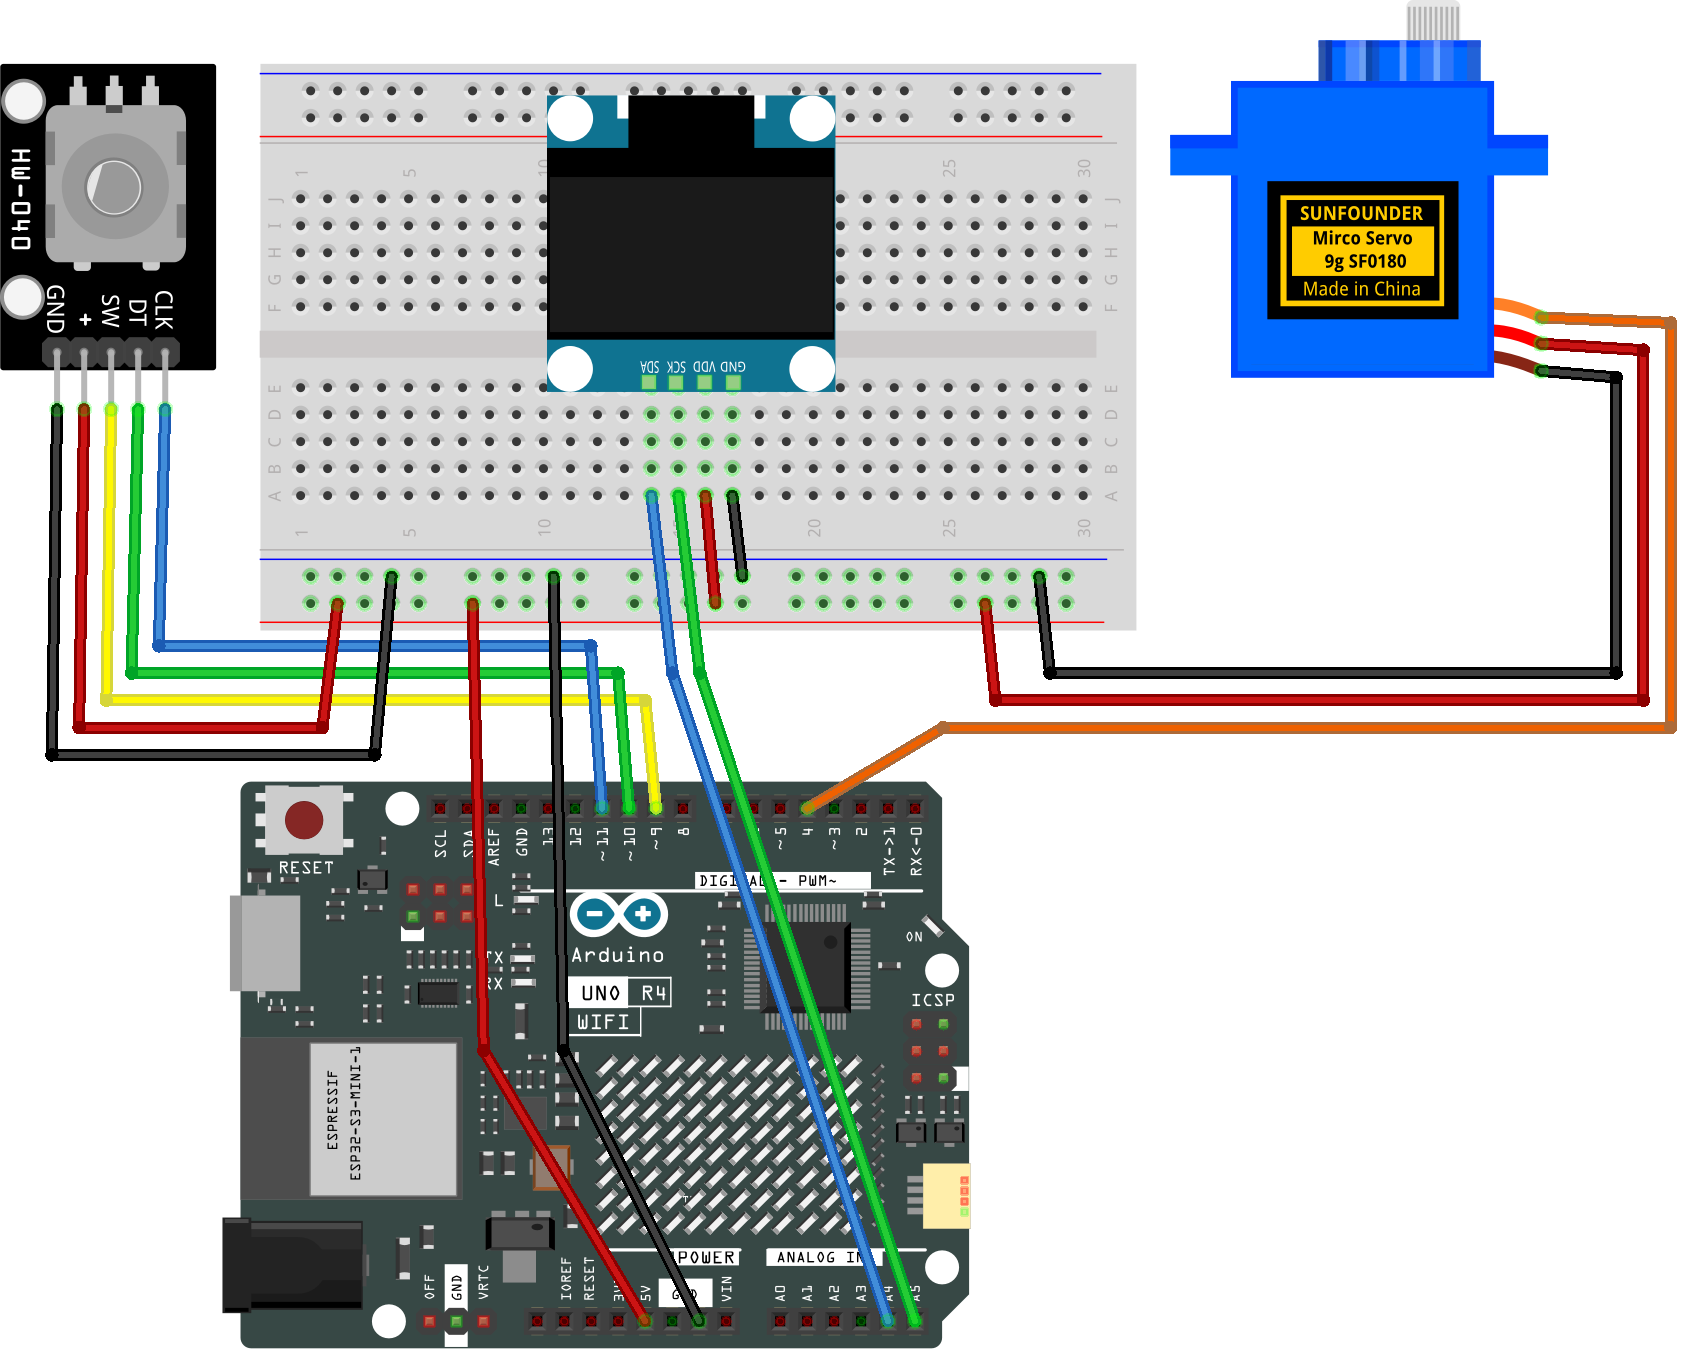 HW-040
GND
+
SW
DT
CLK
1
5
10
25
30
J
I
H
G
F
J
I
H
G
F
SDA
SCK
VDD
GND
E
D
C
B
A
E
D
C
B
A
1
5
10
20
25
30
SUNFOUNDER
Mirco Servo
9g SF0180
Made in China
RESET
SCL
SDA
AREF
GND
13
12
~11
~10
~9
8
~5
4
~3
2
TX->1
RX<-0
DIGITAL - PWM~
L
TX
RX
Arduino
UNO R4
WIFI
ON
ICSP
ESPRESSIF
ESP32-S3-MINI-1
OFF
GND
VRTC
POWER
ANALOG IN
IOREF
RESET
5V
GND
VIN
A0
A1
A2
A3
A4
A5